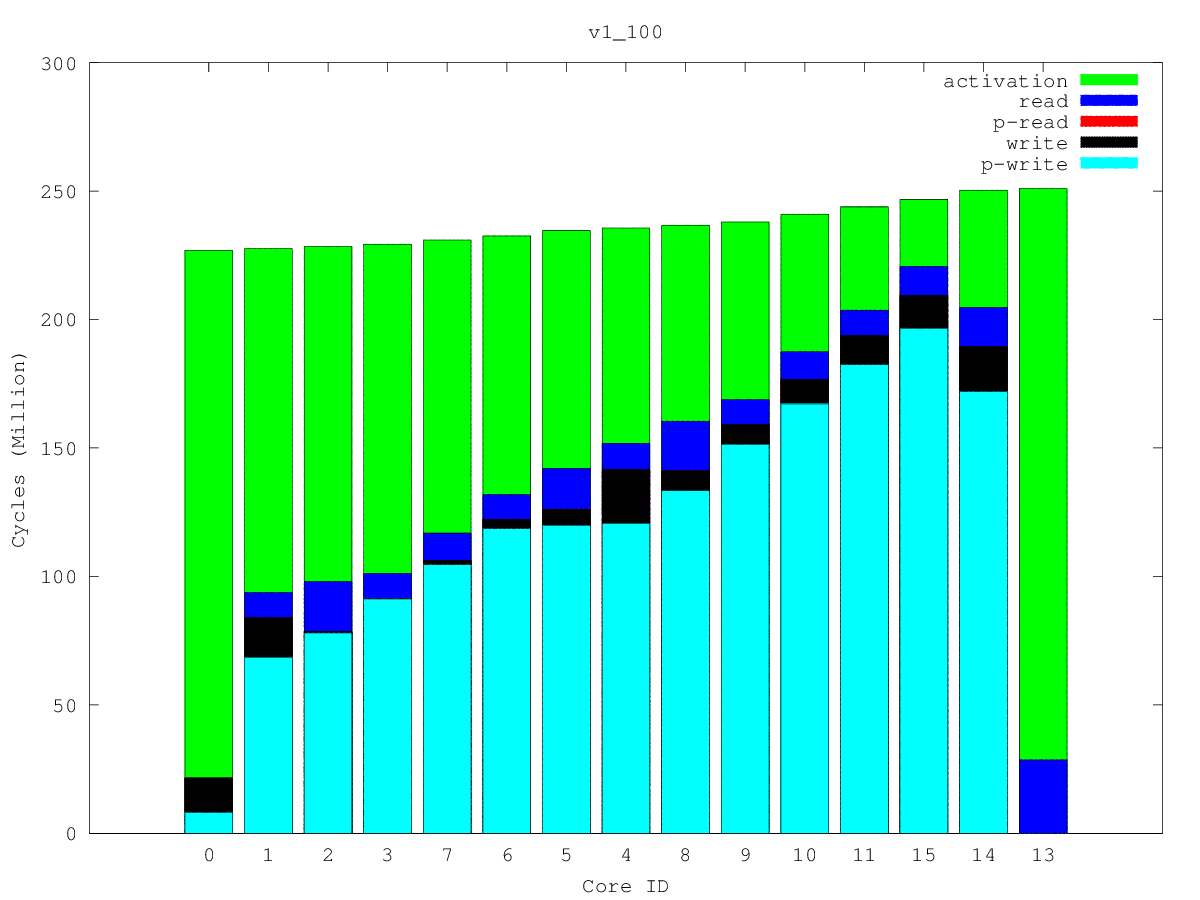 v1_100
activation
read
p-read
write
p-write
300
250
200
150
100
50
0
Cycles (Million)
0 1 2 3 7 6 5 4 8 9 10 11 15 14 13
Core ID